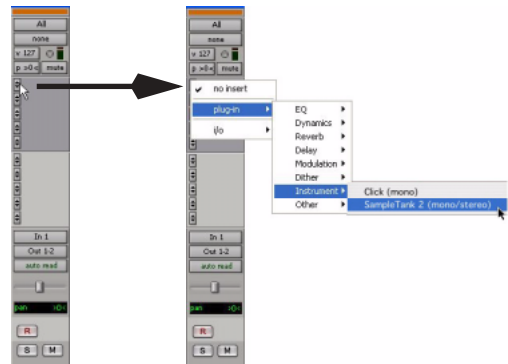 All
none
v 127
p >0< mute
In 1
Out 1-2
auto read
pan >0<
R
S M
All
none
v 127
p >0< mute
no insert
plug-in
i/o
EQ
Dynamics
Reverb
Delay
Modulation
Dither
Instrument
Other
Click (mono)
SampleTank 2 (mono/stereo)
In 1
Out 1-2
auto read
pan >0<
R
S M